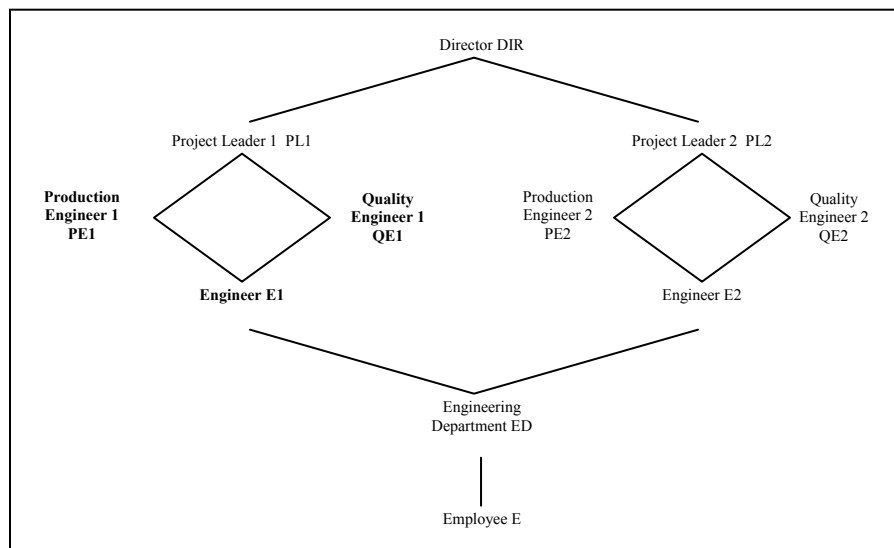 Director DIR
Project Leader 1 PL1
Project Leader 2 PL2
Production
Engineer 1
PE1
Quality
Engineer 1
QE1
Production
Engineer 2
PE2
Quality
Engineer 2
QE2
Engineer E1
Engineer E2
Engineering
Department ED
Employee E